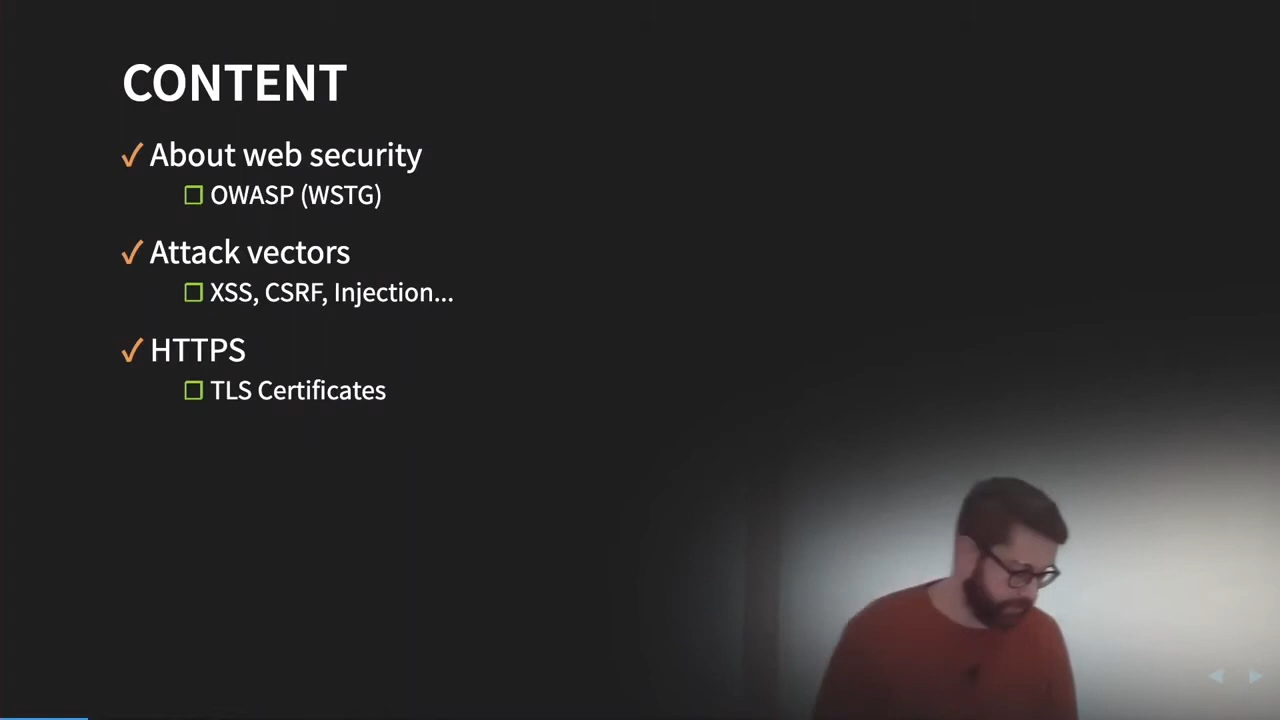 CONTENT
✓ About web security
☐ OWASP (WSTG)
✓ Attack vectors
☐ XSS, CSRF, Injection...
✓ HTTPS
☐ TLS Certificates